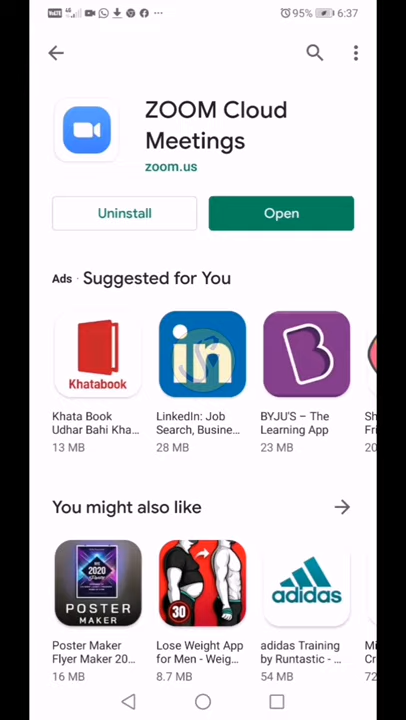 95% 6:37
ZOOM Cloud
Meetings
zoom.us
Uninstall
Open
Ads · Suggested for You
Khatabook
in
Khata Book
Udhar Bahi Kha...
13 MB
LinkedIn: Job
Search, Busine...
28 MB
BYJU'S – The
Learning App
23 MB
Sh
Fri
20
You might also like
2020
POSTER
MAKER
30
adidas
Poster Maker
Flyer Maker 20...
16 MB
Lose Weight App
for Men - Weig...
8.7 MB
adidas Training
by Runtastic - ...
54 MB
Mi
Cr
72